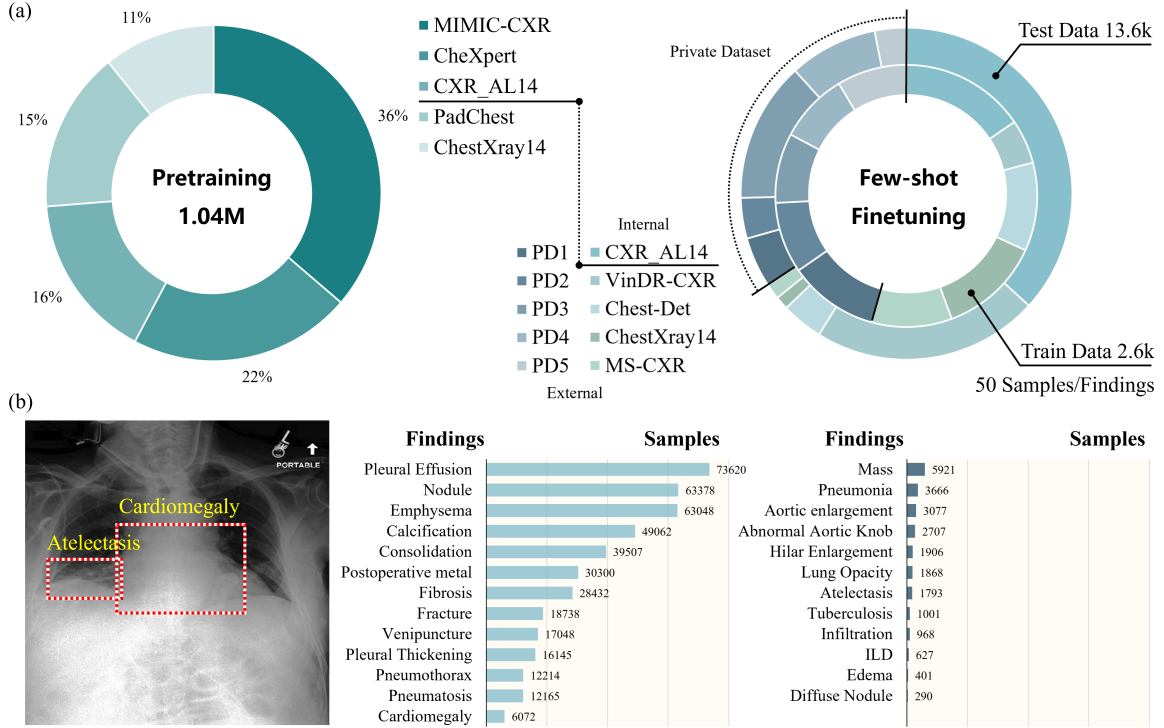 (a)
11%
15%
16%
22%
36%
Pretraining
1.04M
MIMIC-CXR
CheXpert
CXR_AL14
PadChest
ChestXray14
Private Dataset
Test Data 13.6k
Few-shot
Finetuning
Train Data 2.6k
50 Samples/Findings
Internal
PD1 CXR_AL14
PD2 VinDR-CXR
PD3 Chest-Det
PD4 ChestXray14
PD5 MS-CXR
External
(b)
PORTABLE
Cardiomegaly
Atelectasis
Findings Samples
Pleural Effusion 73620
Nodule 63378
Emphysema 63048
Calcification 49062
Consolidation 39507
Postoperative metal 30300
Fibrosis 28432
Fracture 18738
Venipuncture 17048
Pleural Thickening 16145
Pneumothorax 12214
Pneumatosis 12165
Cardiomegaly 6072
Findings Samples
Mass 5921
Pneumonia 3666
Aortic enlargement 3077
Abnormal Aortic Knob 2707
Hilar Enlargement 1906
Lung Opacity 1868
Atelectasis 1793
Tuberculosis 1001
Infiltration 968
ILD 627
Edema 401
Diffuse Nodule 290